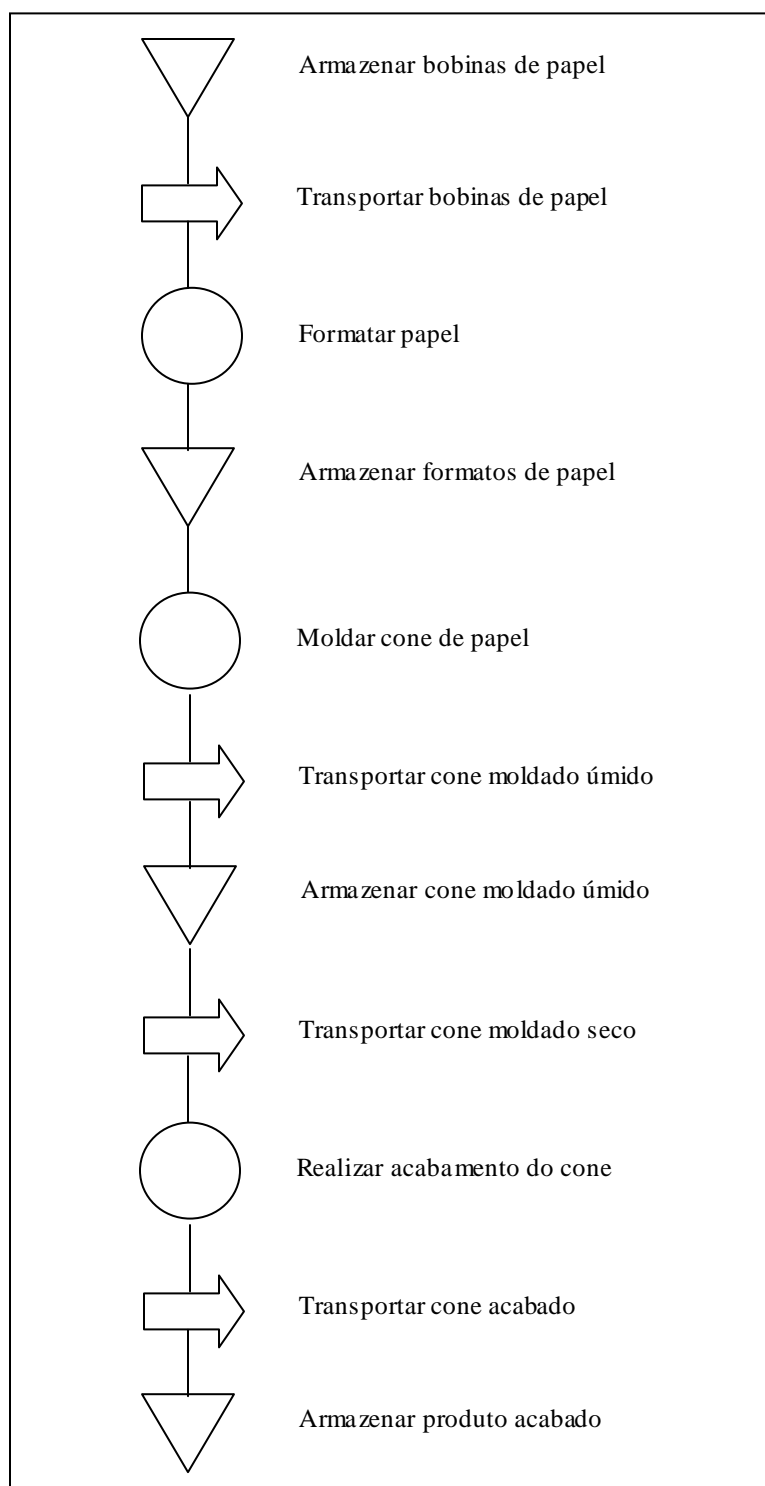 Armazenar bobinas de papel
Transportar bobinas de papel
Formatar papel
Armazenar formatos de papel
Moldar cone de papel
Transportar cone moldado úmido
Armazenar cone moldado úmido
Transportar cone moldado seco
Realizar acabamento do cone
Transportar cone acabado
Armazenar produto acabado